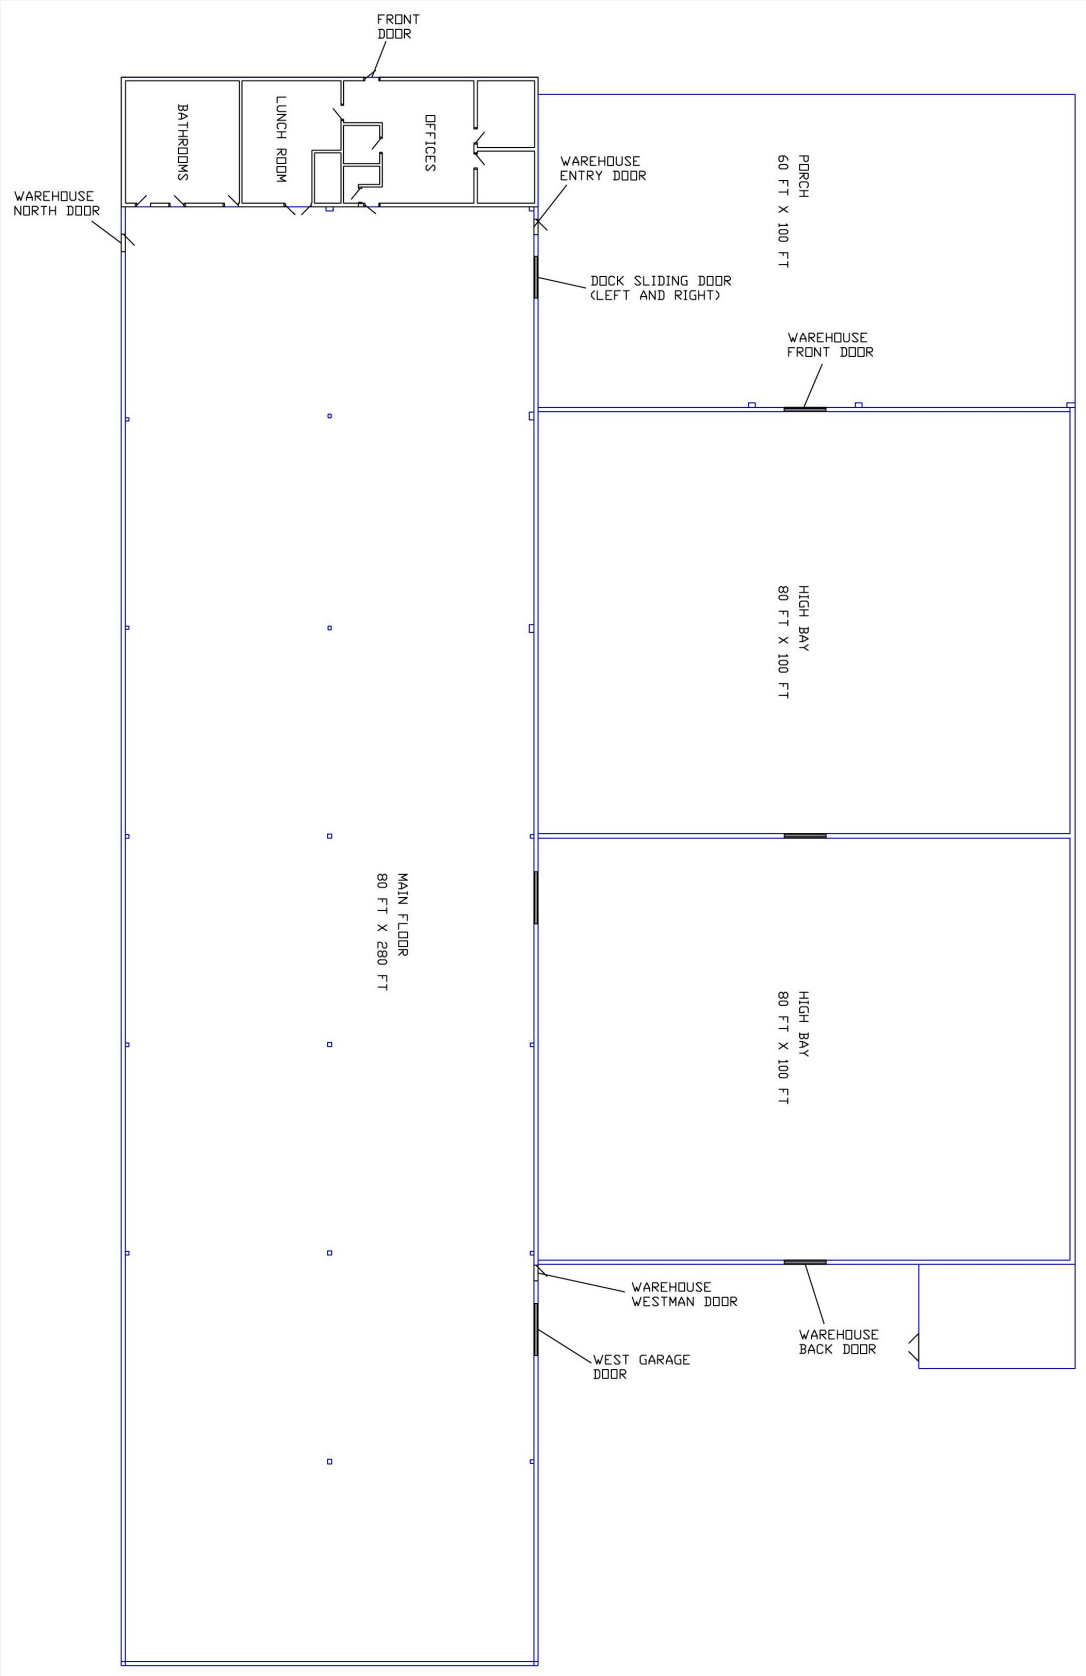 FRONT
DOOR
BATHROOMS
LUNCH ROOM
OFFICES
WAREHOUSE
NORTH DOOR
WAREHOUSE
ENTRY DOOR
PORCH
60 FT X 100 FT
DOCK SLIDING DOOR
(LEFT AND RIGHT)
WAREHOUSE
FRONT DOOR
HIGH BAY
80 FT X 100 FT
MAIN FLOOR
80 FT X 280 FT
HIGH BAY
80 FT X 100 FT
WAREHOUSE
WESTMAN DOOR
WAREHOUSE
BACK DOOR
WEST GARAGE
DOOR